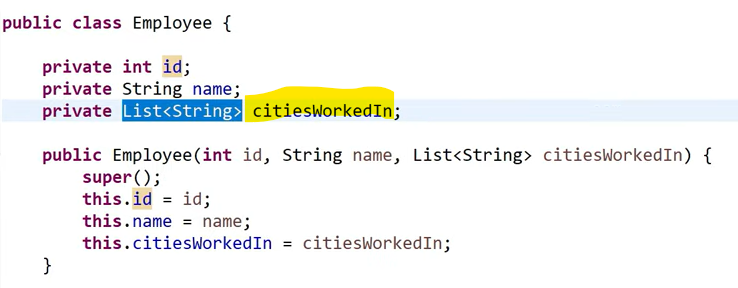 public class Employee {
private int id;
private String name;
private List<String> citiesWorkedIn;
public Employee(int id, String name, List<String> citiesWorkedIn) {
super();
this.id = id;
this.name = name;
this.citiesWorkedIn = citiesWorkedIn;
}